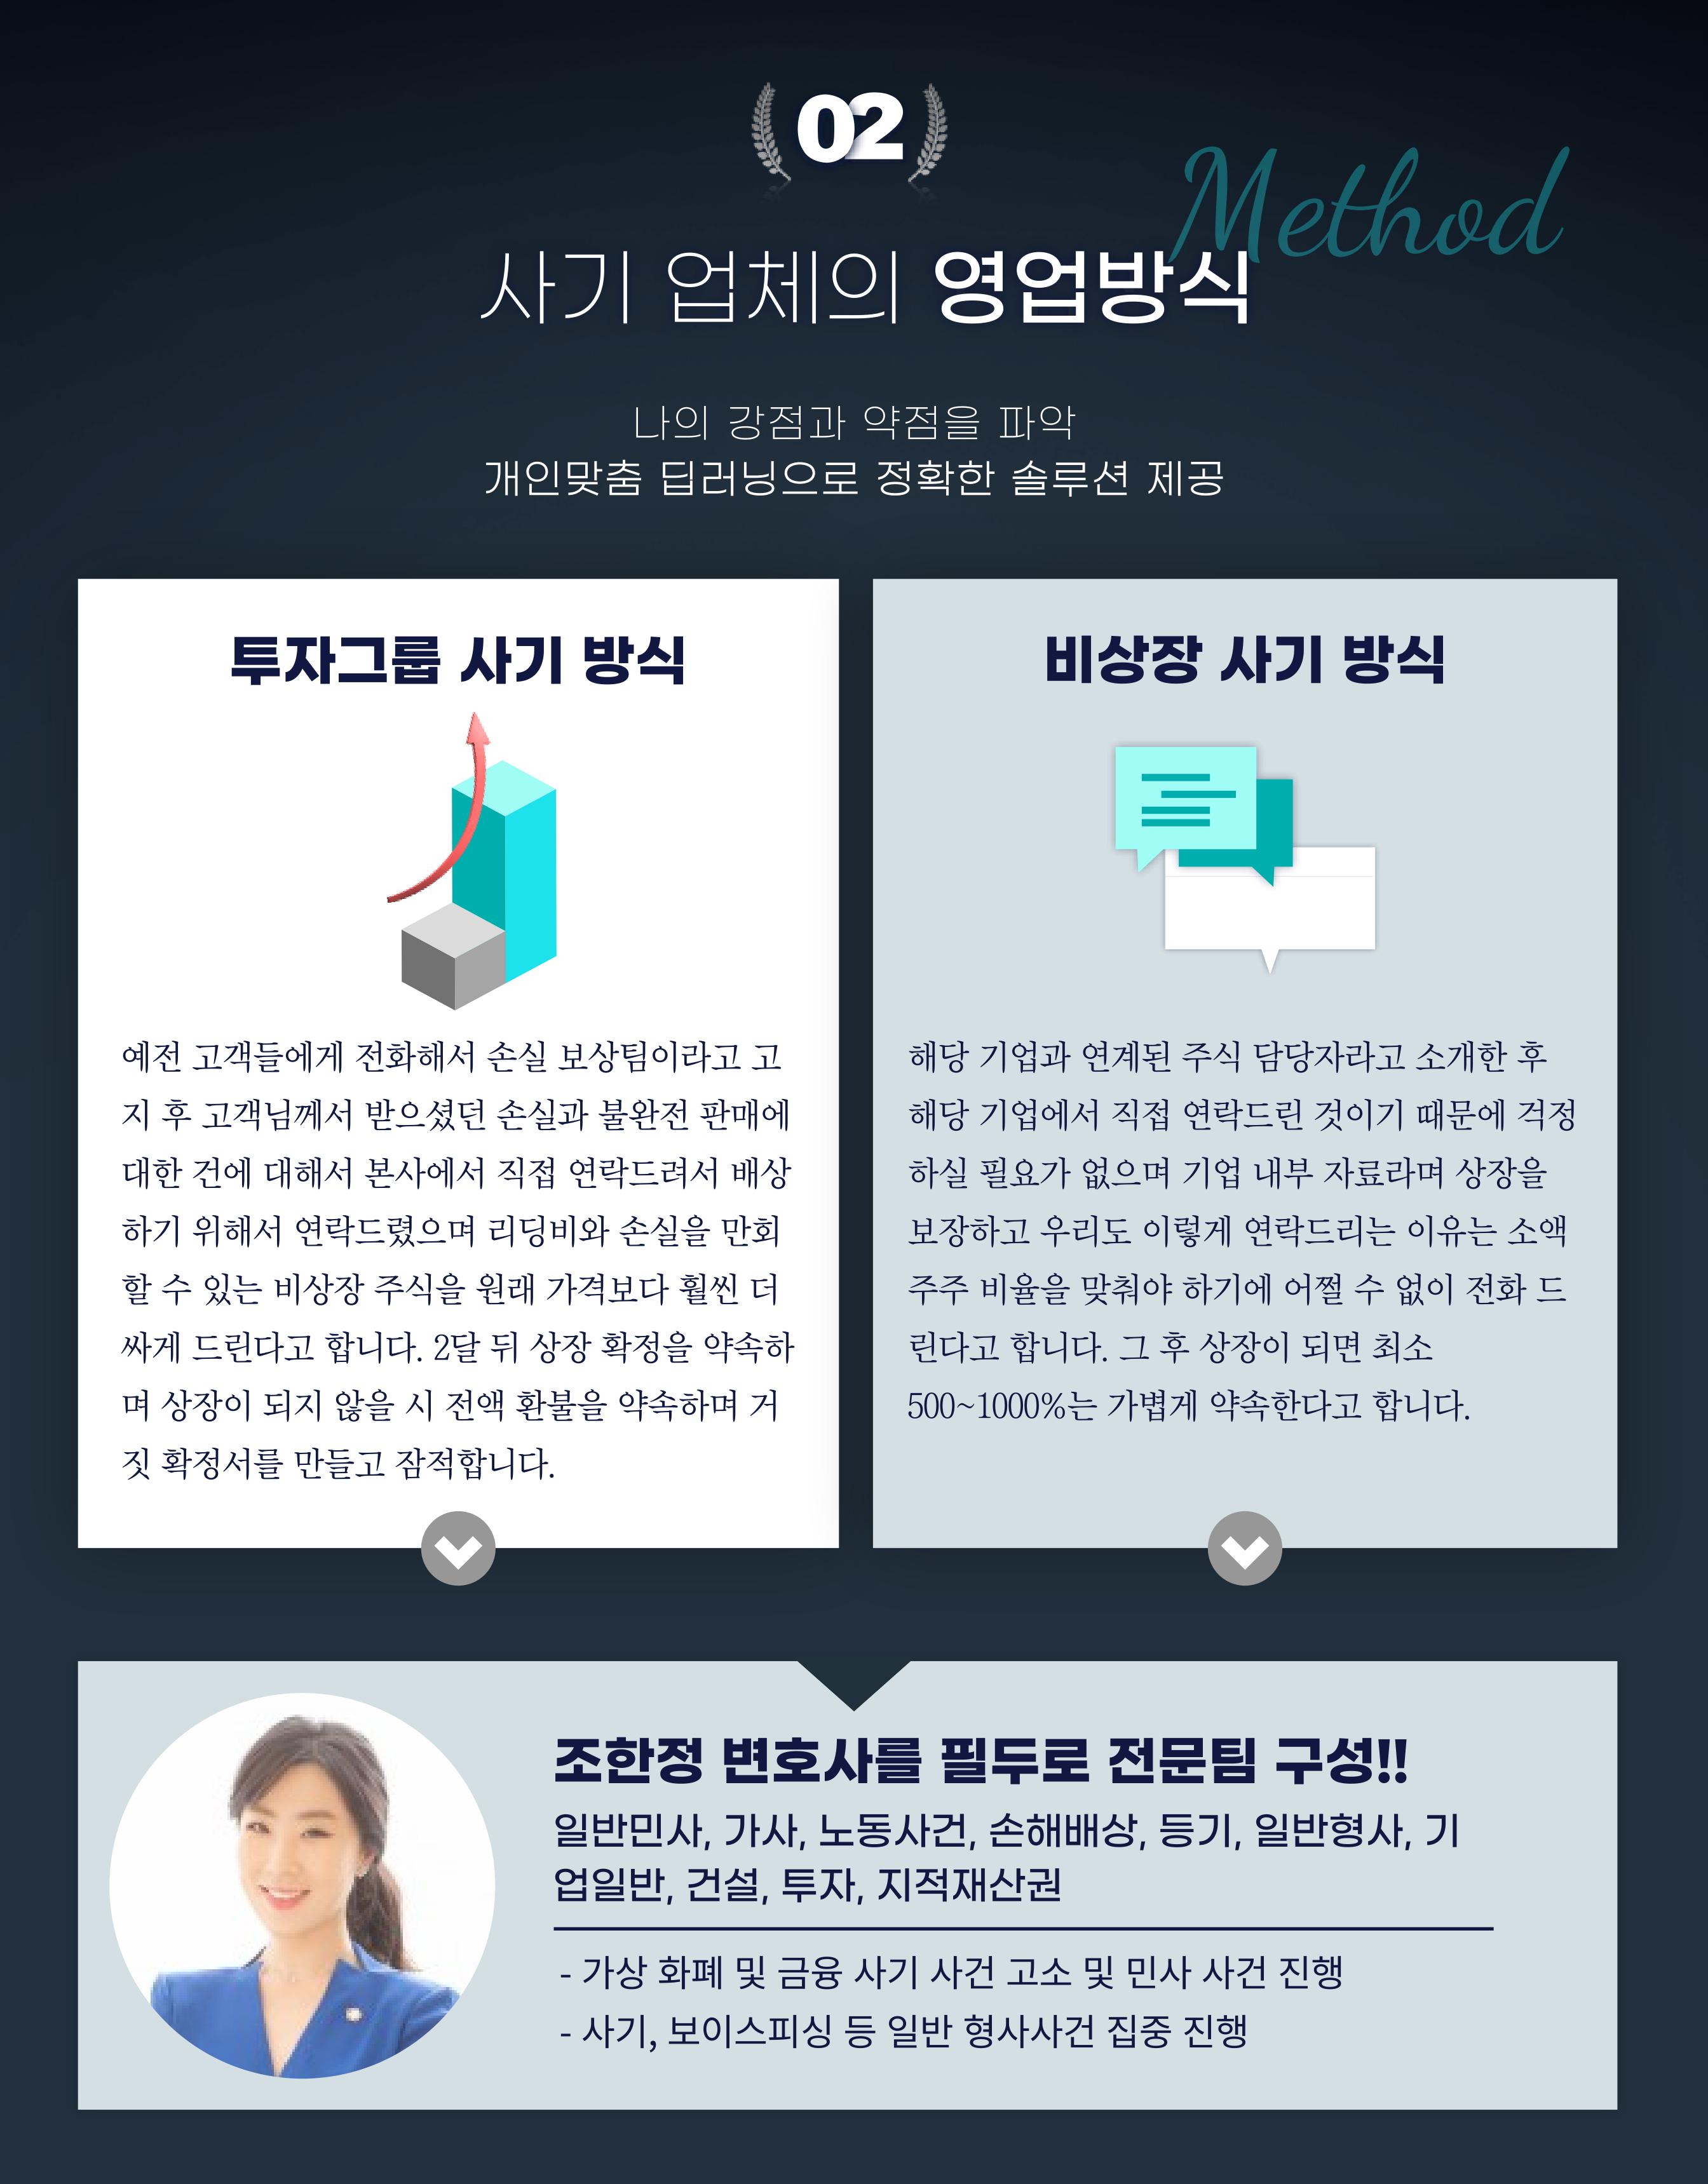 02
Method
사기 업체의 영업방식
나의 강점과 약점을 파악
개인맞춤 딥러닝으로 정확한 솔루션 제공
투자그룹 사기 방식
예전 고객들에게 전화해서 손실 보상팀이라고 고
지 후 고객님께서 받으셨던 손실과 불완전 판매에
대한 건에 대해서 본사에서 직접 연락드려서 배상
하기 위해서 연락드렸으며 리딩비와 손실을 만회
할 수 있는 비상장 주식을 원래 가격보다 훨씬 더
싸게 드린다고 합니다. 2달 뒤 상장 확정을 약속하
며 상장이 되지 않을 시 전액 환불을 약속하며 거
짓 확정서를 만들고 잠적합니다.
비상장 사기 방식
해당 기업과 연계된 주식 담당자라고 소개한 후
해당 기업에서 직접 연락드린 것이기 때문에 걱정
하실 필요가 없으며 기업 내부 자료라며 상장을
보장하고 우리도 이렇게 연락드리는 이유는 소액
주주 비율을 맞춰야 하기에 어쩔 수 없이 전화 드
린다고 합니다. 그 후 상장이 되면 최소
500~1000%는 가볍게 약속한다고 합니다.
조한정 변호사를 필두로 전문팀 구성!!
일반민사, 가사, 노동사건, 손해배상, 등기, 일반형사, 기
업일반, 건설, 투자, 지적재산권
- 가상 화폐 및 금융 사기 사건 고소 및 민사 사건 진행
- 사기, 보이스피싱 등 일반 형사사건 집중 진행